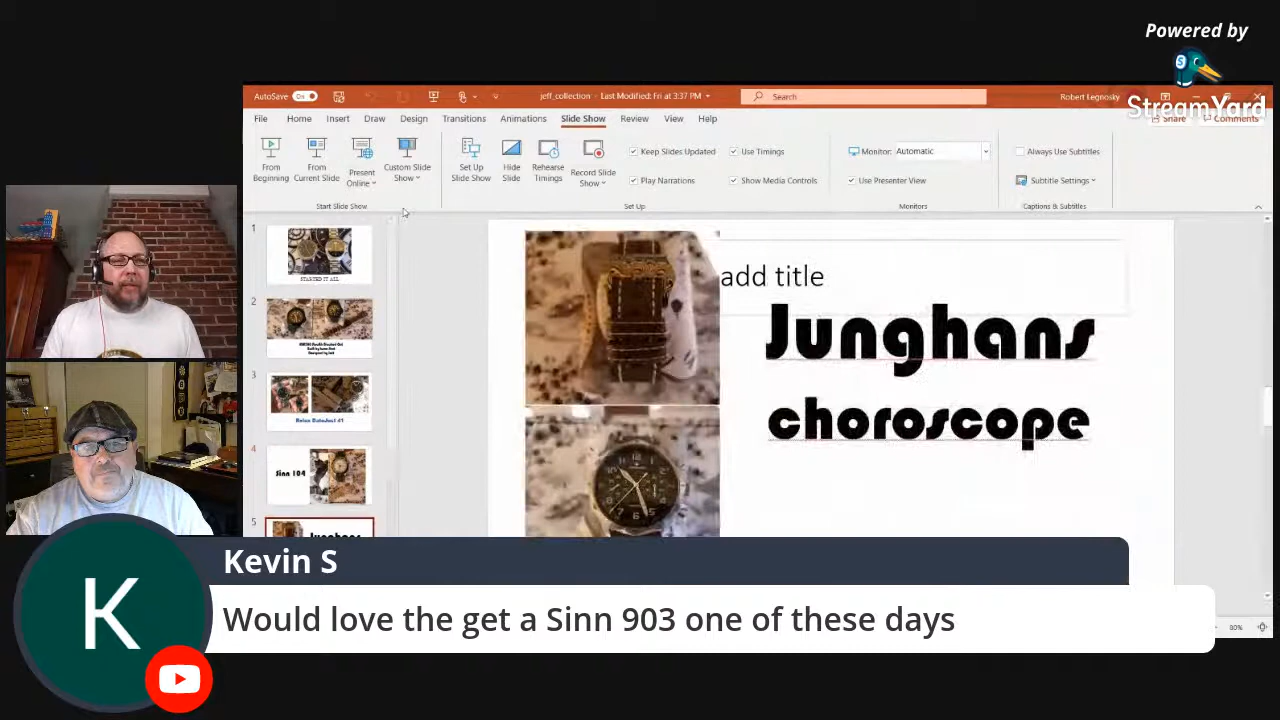 Powered by
StreamYard
AutoSave On jeff_collection - Last Modified: Fri at 3:37 PM Search Robert Legnosky
File Home Insert Draw Design Transitions Animations Slide Show Review View Help Share Comments
From Beginning
From Current Slide
Present Online
Custom Slide Show
Start Slide Show
Set Up Slide Show
Hide Slide
Rehearse Timings
Record Slide Show
Keep Slides Updated
Play Narrations
Use Timings
Show Media Controls
Set Up
Monitor: Automatic
Use Presenter View
Monitors
Always Use Subtitles
Subtitle Settings
Captions & Subtitles
1
STARTED IT ALL
2
3
4
Sinn 104
5
add title
Junghans
choroscope
80%
K
Kevin S
Would love the get a Sinn 903 one of these days